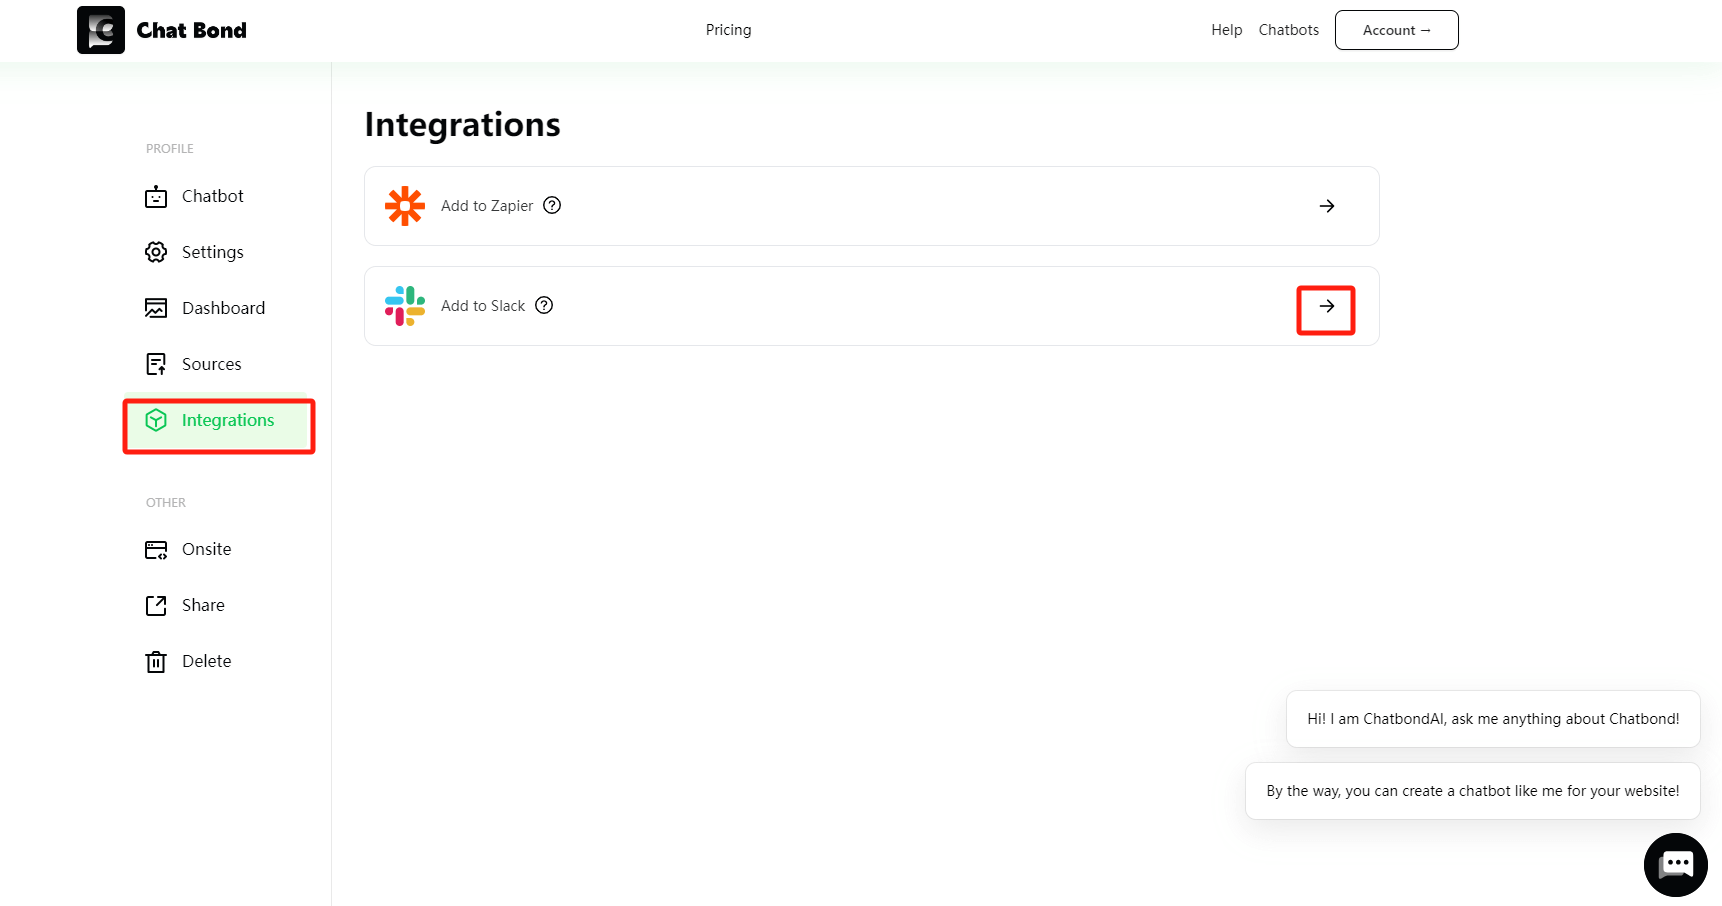 Chat Bond
Pricing
Help
Chatbots
Account →
PROFILE
Chatbot
Settings
Dashboard
Sources
Integrations
OTHER
Onsite
Share
Delete
Integrations
Add to Zapier
Add to Slack
Hi! I am ChatbondAI, ask me anything about Chatbond!
By the way, you can create a chatbot like me for your website!